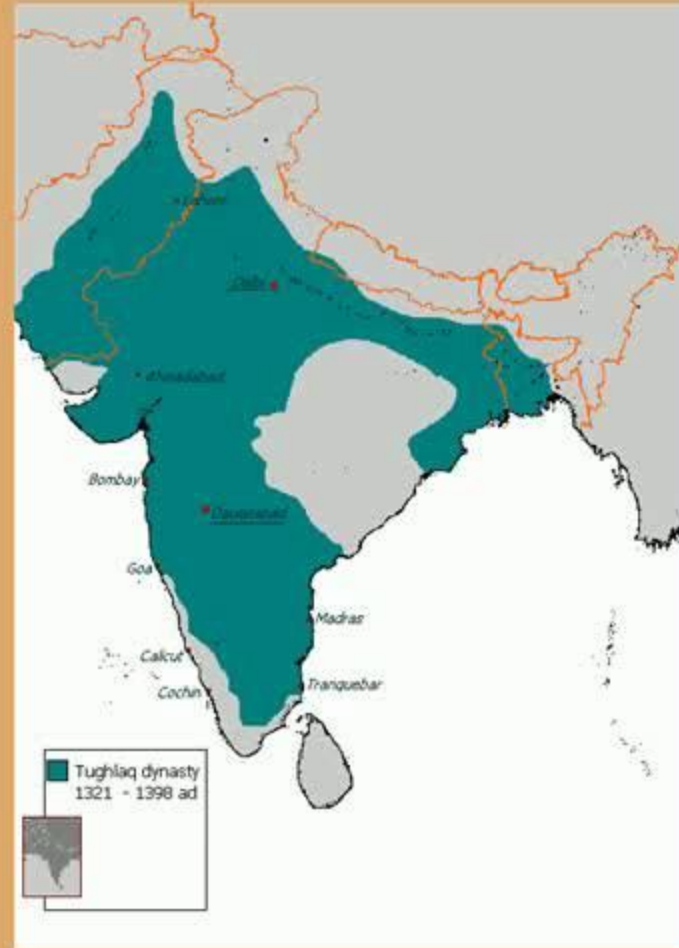 Lahore
Delhi
Ahmadabad
Bombay
Daulatabad
Goa
Madras
Calicut
Tranquebar
Cochin
Tughlaq dynasty
1321 - 1398 ad